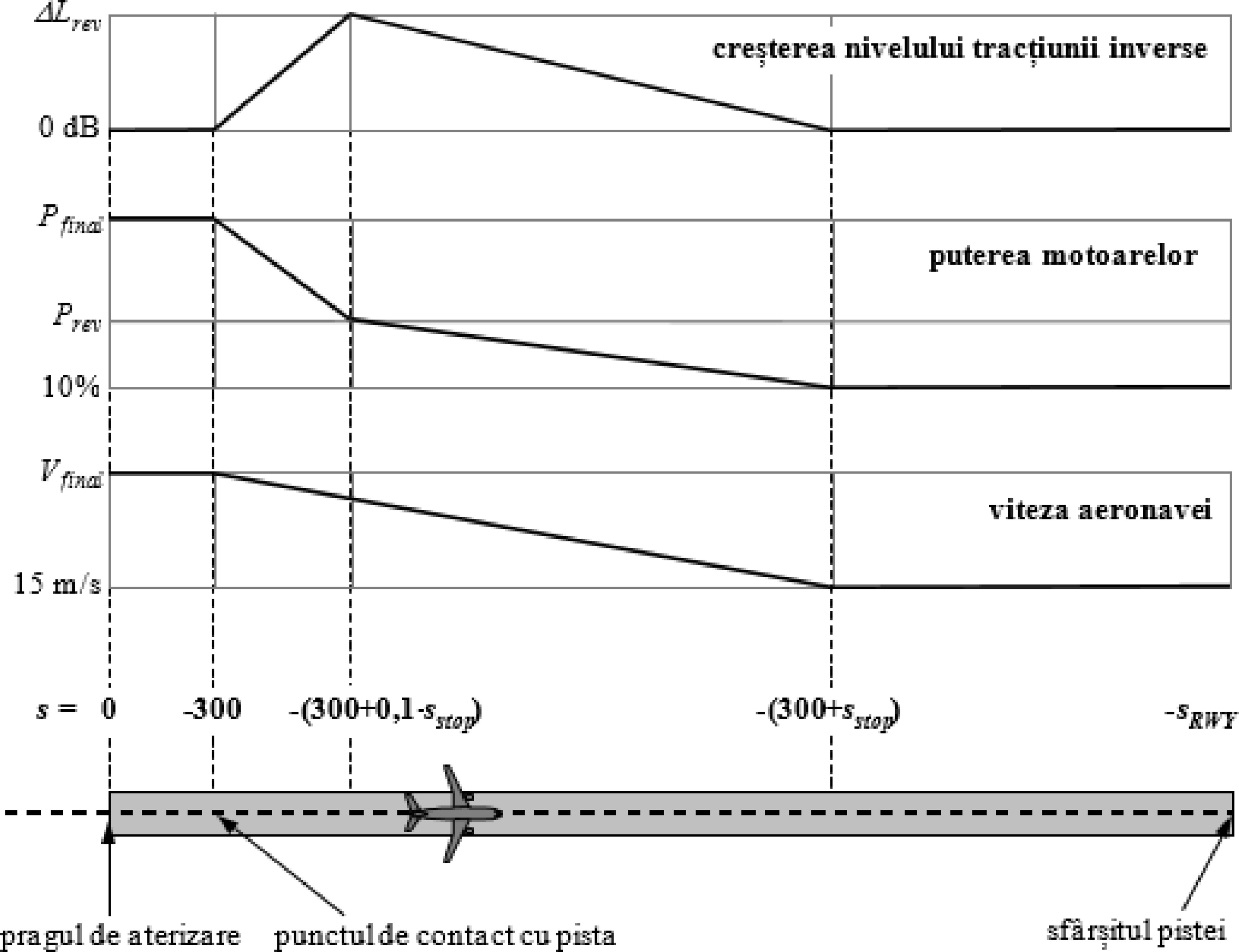 ΔL_rev
creșterea nivelului tracțiunii inverse
0 dB
P_final
puterea motoarelor
P_rev
10%
V_final
viteza aeronavei
15 m/s
s = 0 -300 -(300+0,1·s_stop) -(300+s_stop) -s_RWY
pragul de aterizare punctul de contact cu pista sfârșitul pistei